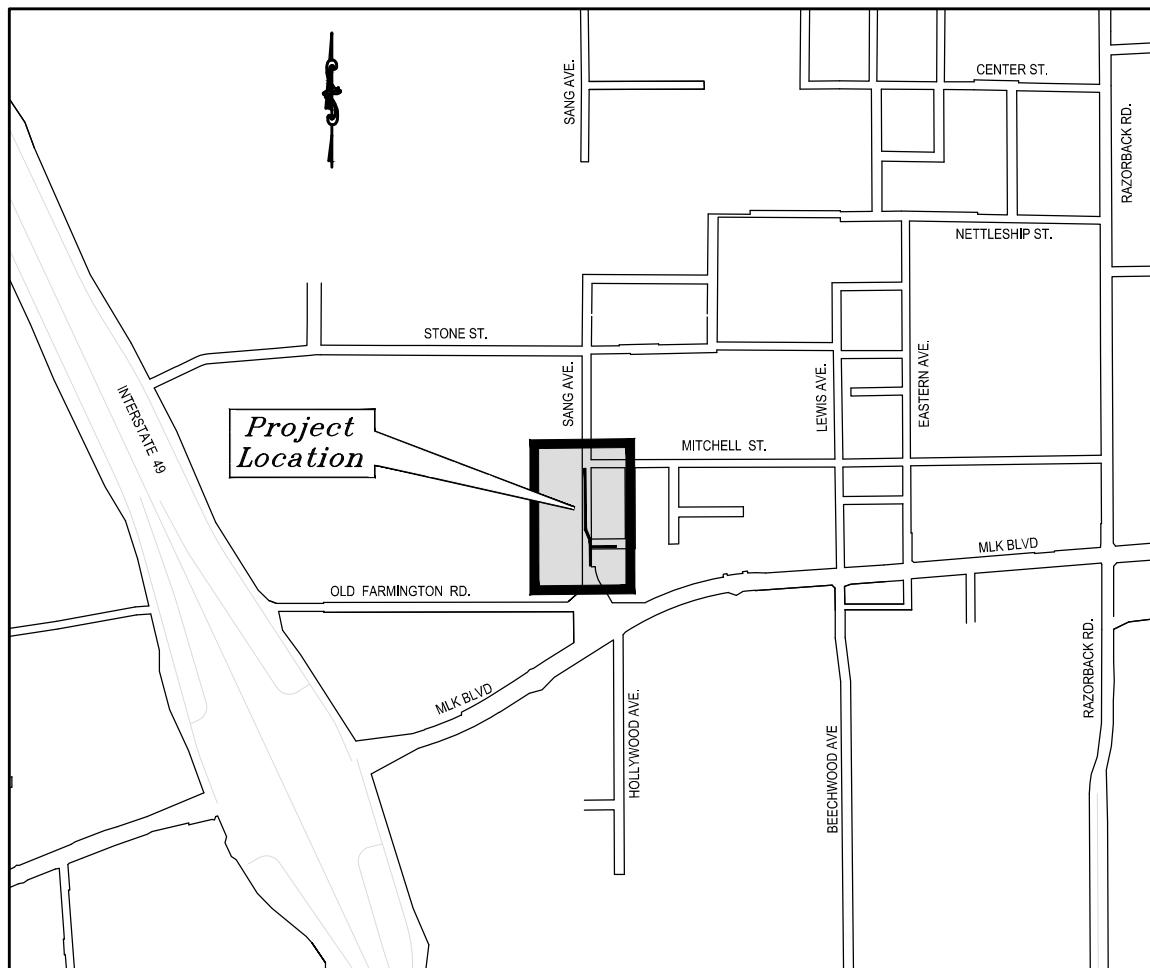 SANG AVE.
CENTER ST.
RAZORBACK RD.
NETTLESHIP ST.
STONE ST.
INTERSTATE 49
SANG AVE.
LEWIS AVE.
EASTERN AVE.
Project
Location
MITCHELL ST.
MLK BLVD
OLD FARMINGTON RD.
MLK BLVD
HOLLYWOOD AVE.
BEECHWOOD AVE
RAZORBACK RD.